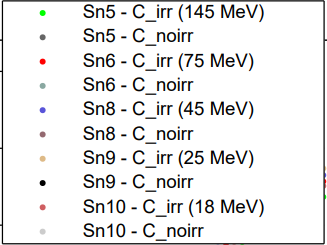 Sn5 - C_irr (145 MeV)
Sn5 - C_noirr
Sn6 - C_irr (75 MeV)
Sn6 - C_noirr
Sn8 - C_irr (45 MeV)
Sn8 - C_noirr
Sn9 - C_irr (25 MeV)
Sn9 - C_noirr
Sn10 - C_irr (18 MeV)
Sn10 - C_noirr